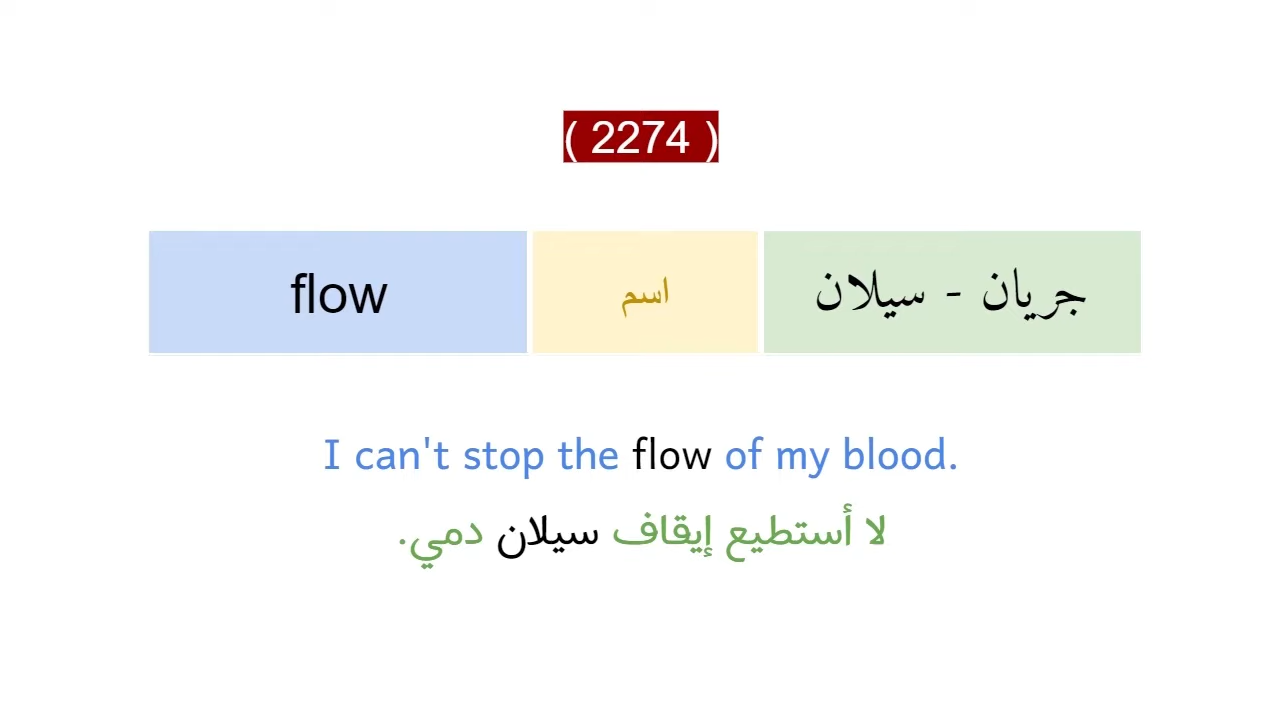 ( 2274 )
flow
اسم
جريان - سيلان
I can't stop the flow of my blood.
لا أستطيع إيقاف سيلان دمي.